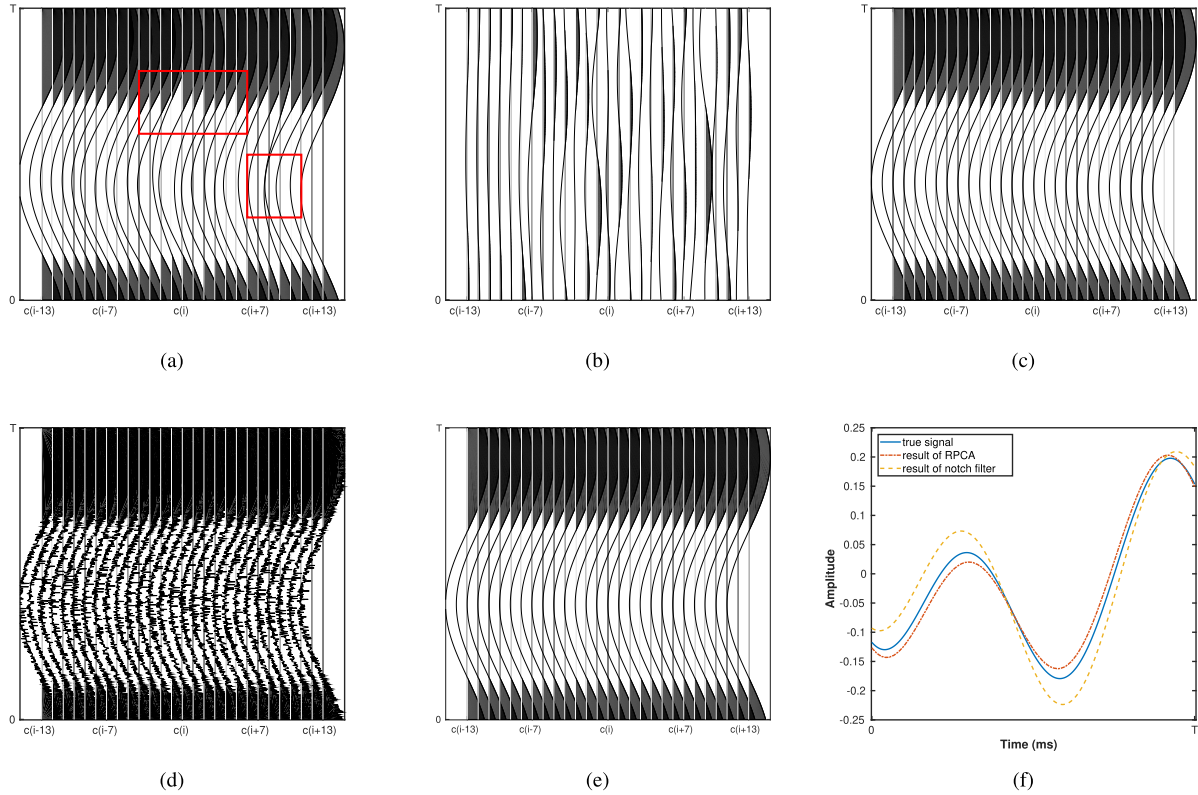 T
0
c(i-13) c(i-7) c(i) c(i+7) c(i+13)
(a)
T
0
c(i-13) c(i-7) c(i) c(i+7) c(i+13)
(b)
T
0
c(i-13) c(i-7) c(i) c(i+7) c(i+13)
(c)
T
0
c(i-13) c(i-7) c(i) c(i+7) c(i+13)
(d)
T
0
c(i-13) c(i-7) c(i) c(i+7) c(i+13)
(e)
0.25
0.2
0.15
0.1
0.05
0
-0.05
-0.1
-0.15
-0.2
-0.25
Amplitude
true signal
result of RPCA
result of notch filter
0 T
Time (ms)
(f)